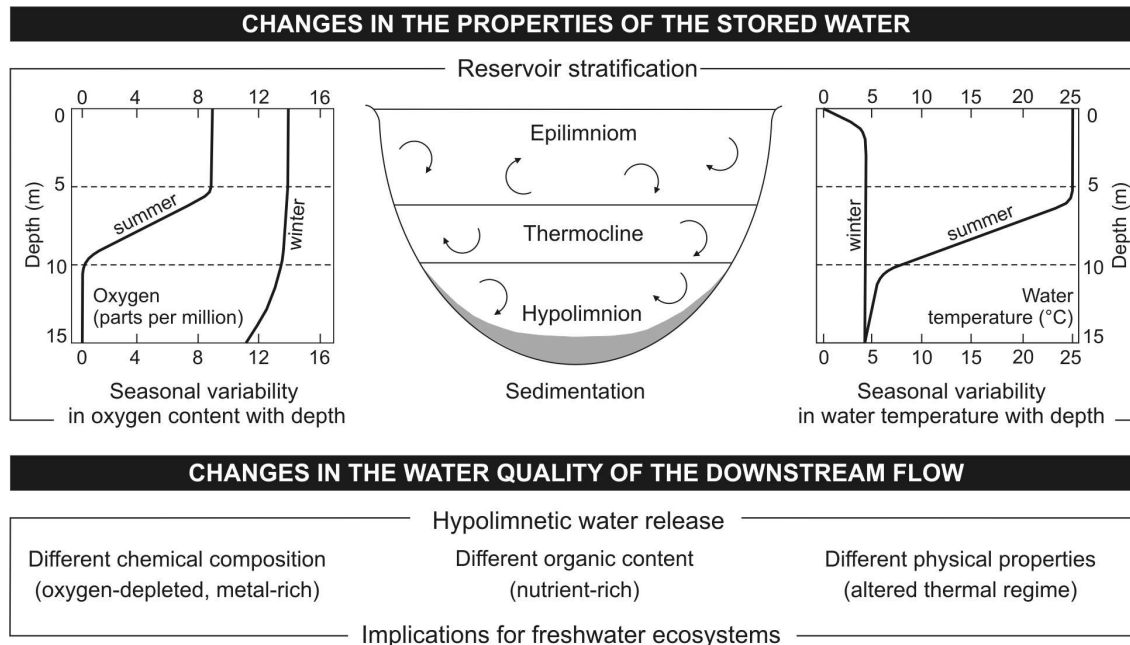 CHANGES IN THE PROPERTIES OF THE STORED WATER
Reservoir stratification
0 4 8 12 16
0
5
10
15
Depth (m)
summer
winter
Oxygen
(parts per million)
0 4 8 12 16
Seasonal variability
in oxygen content with depth
Epilimniom
Thermocline
Hypolimnion
Sedimentation
0 5 10 15 20 25
0
5
10
15
Depth (m)
winter
summer
Water
temperature (°C)
0 5 10 15 20 25
Seasonal variability
in water temperature with depth
CHANGES IN THE WATER QUALITY OF THE DOWNSTREAM FLOW
Hypolimnetic water release
Different chemical composition
(oxygen-depleted, metal-rich)
Different organic content
(nutrient-rich)
Different physical properties
(altered thermal regime)
Implications for freshwater ecosystems